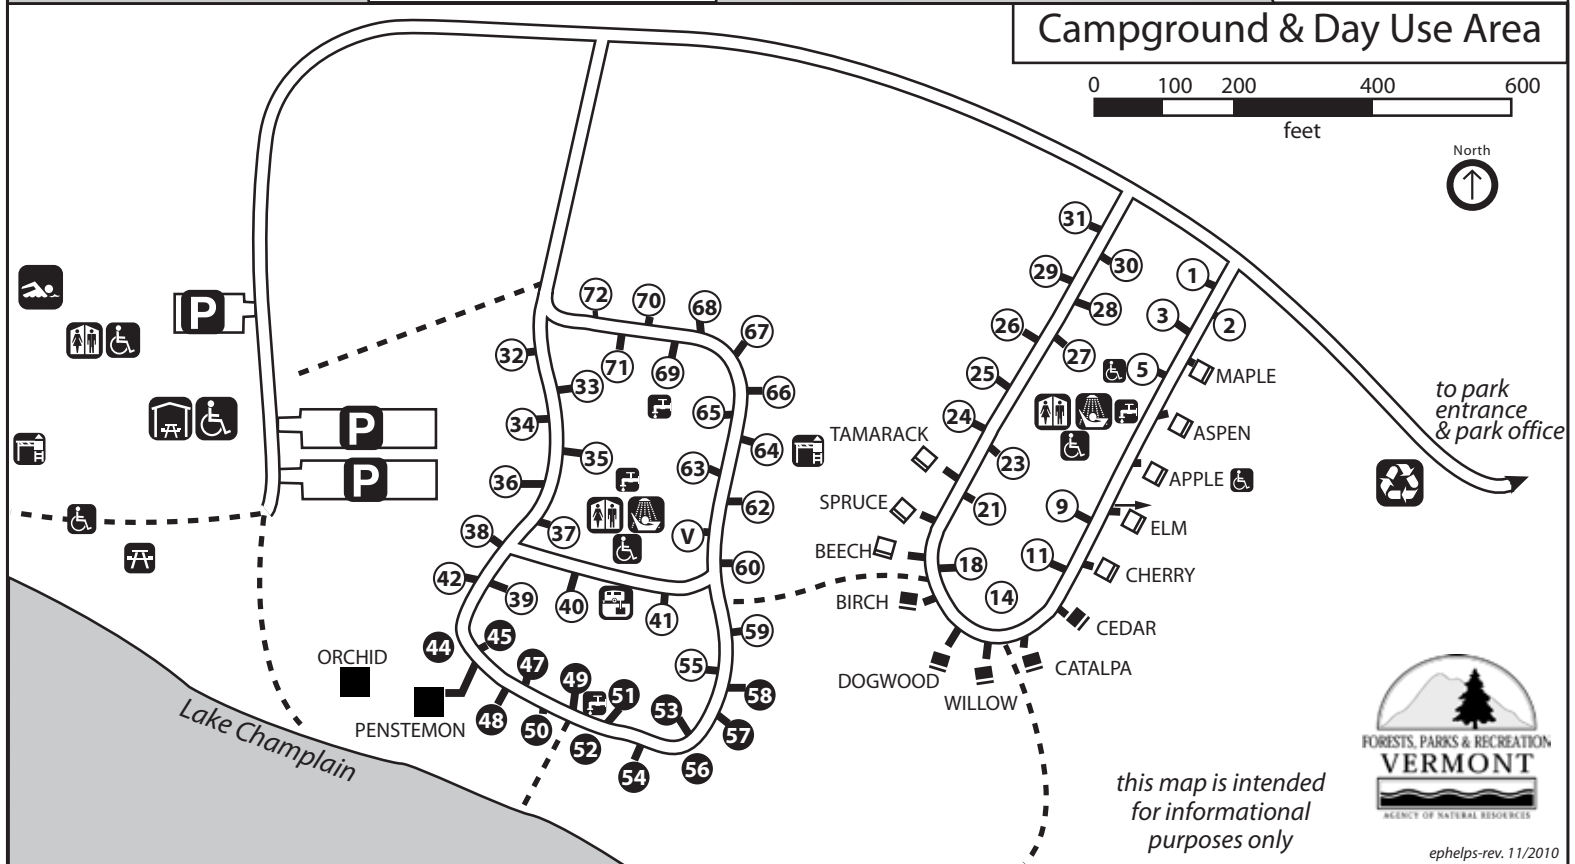 Campground & Day Use Area
0 100 200 400 600
feet
North
31
30
29
1
28
3
2
26
27
5
MAPLE
25
24
ASPEN
TAMARACK
23
APPLE
SPRUCE
21
9
ELM
BEECH
18
11
CHERRY
BIRCH
14
CEDAR
DOGWOOD
WILLOW
CATALPA
to park
entrance
& park office
P
P
P
72
70
68
67
32
71
69
33
66
34
65
64
35
63
36
62
38
37
V
60
42
39
40
41
59
44
45
47
49
51
53
55
58
48
50
52
54
56
57
ORCHID
PENSTEMON
Lake Champlain
this map is intended
for informational
purposes only
FORESTS, PARKS & RECREATION
VERMONT
AGENCY OF NATURAL RESOURCES
ephelps-rev. 11/2010